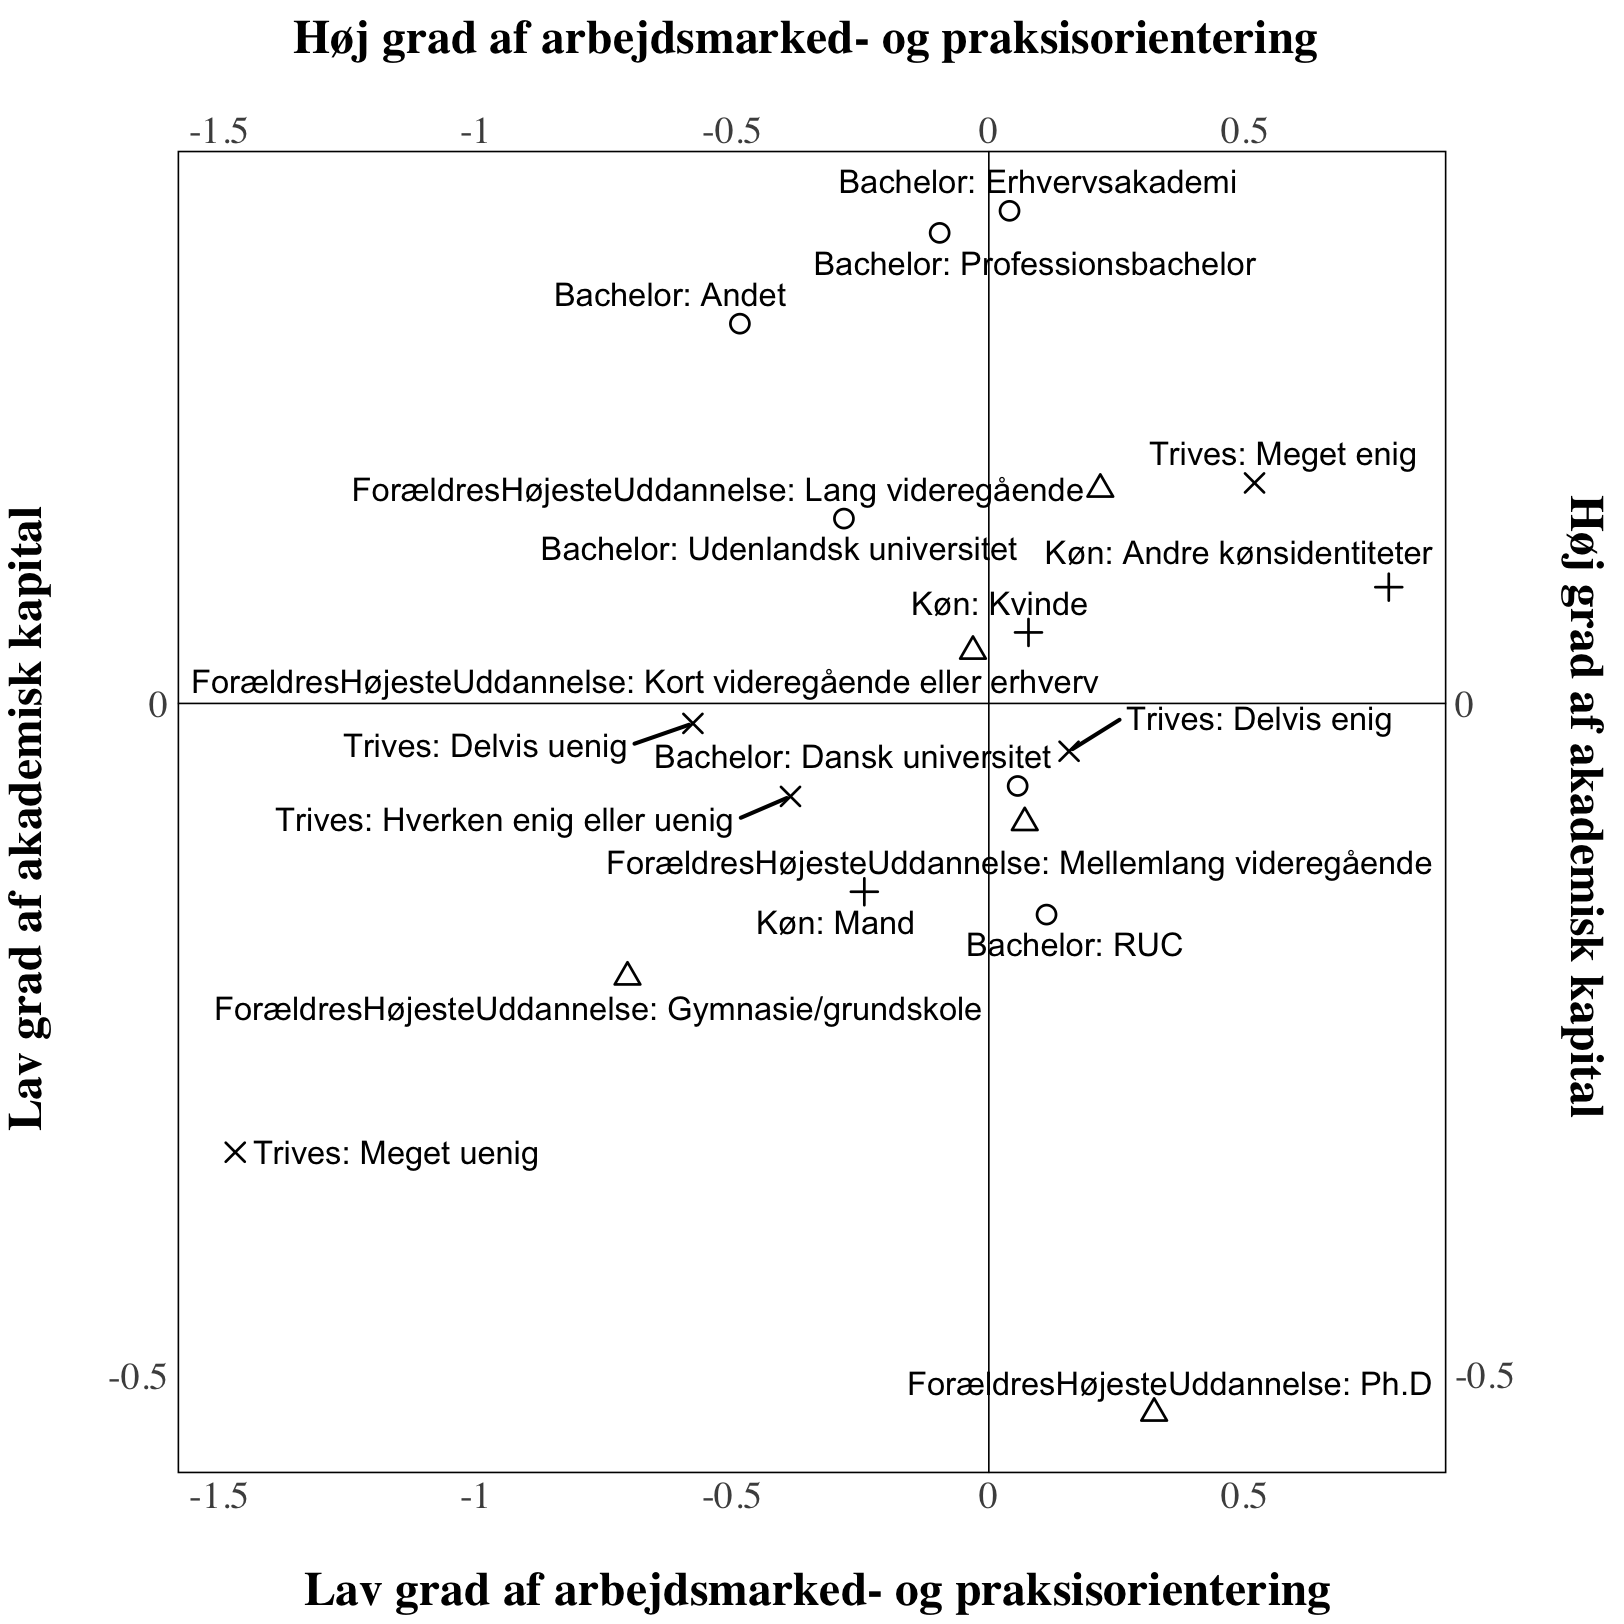 Høj grad af arbejdsmarked- og praksisorientering
-1.5 -1 -0.5 0 0.5
Bachelor: Erhvervsakademi
Bachelor: Professionsbachelor
Bachelor: Andet
Trives: Meget enig
ForældresHøjesteUddannelse: Lang videregående
Bachelor: Udenlandsk universitet
Køn: Andre kønsidentiteter
Køn: Kvinde
ForældresHøjesteUddannelse: Kort videregående eller erhverv
0 0
Trives: Delvis enig
Trives: Delvis uenig
Bachelor: Dansk universitet
Trives: Hverken enig eller uenig
ForældresHøjesteUddannelse: Mellemlang videregående
Køn: Mand
Bachelor: RUC
ForældresHøjesteUddannelse: Gymnasie/grundskole
Trives: Meget uenig
-0.5 -0.5
ForældresHøjesteUddannelse: Ph.D
-1.5 -1 -0.5 0 0.5
Lav grad af arbejdsmarked- og praksisorientering
Lav grad af akademisk kapital
Høj grad af akademisk kapital